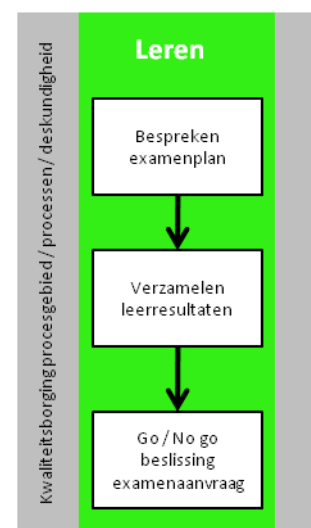 Kwaliteitsborging procesgebied / processen / deskundigheid
Leren
Bespreken
examenplan
Verzamelen
leerresultaten
Go / No go
beslissing
examenaanvraag